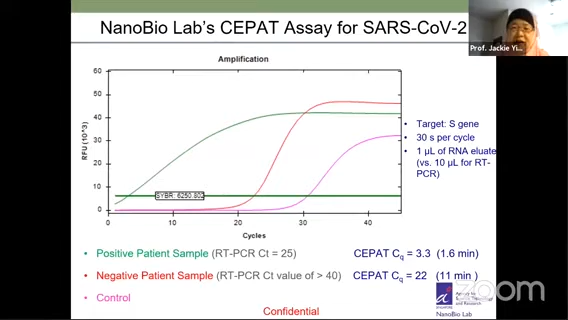 NanoBio Lab's CEPAT Assay for SARS-CoV-2
Prof. Jackie Yi...
Amplification
60
50
40
30
20
10
0
RFU (10^3)
SYBR: 6250.802
0
10
20
30
40
Cycles
• Target: S gene
• 30 s per cycle
• 1 µL of RNA eluate
(vs. 10 µL for RT-
PCR)
• Positive Patient Sample (RT-PCR Ct = 25) CEPAT Cq = 3.3 (1.6 min)
• Negative Patient Sample (RT-PCR Ct value of > 40) CEPAT Cq = 22 (11 min)
• Control
Confidential
zoom
NanoBio Lab